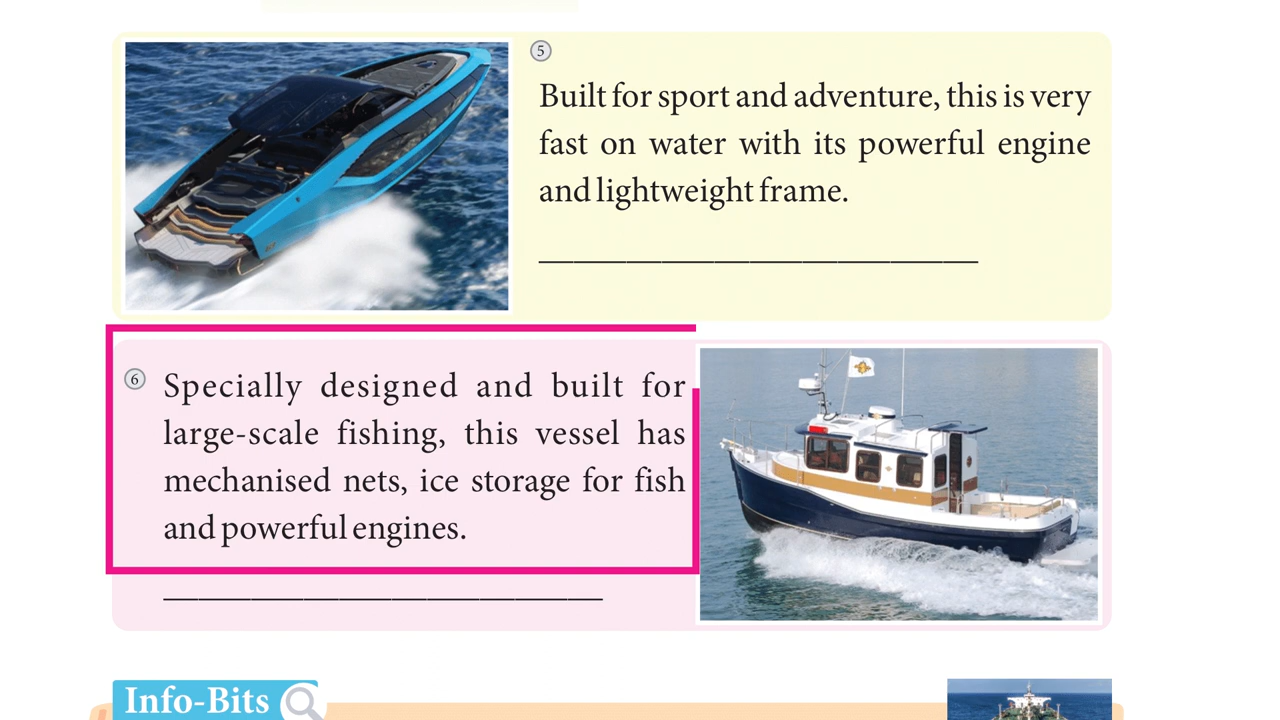 5
Built for sport and adventure, this is very
fast on water with its powerful engine
and lightweight frame.
6
Specially designed and built for
large-scale fishing, this vessel has
mechanised nets, ice storage for fish
and powerful engines.
Info-Bits